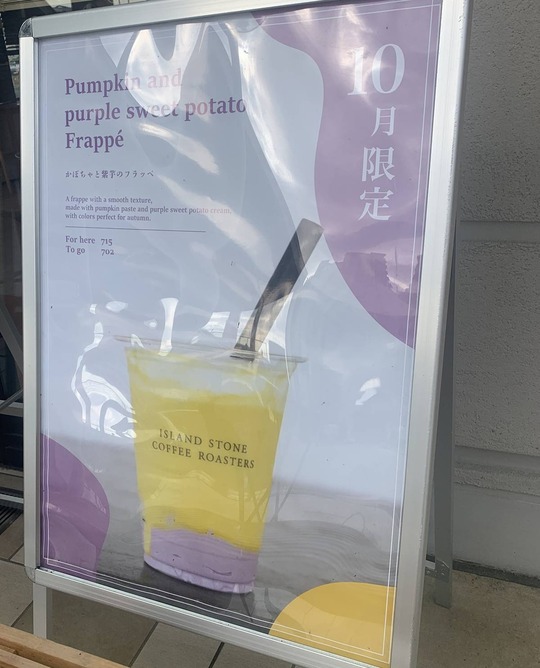 Pumpkin and
purple sweet potato
Frappé
かぼちゃと紫芋のフラッペ
A frappe with a smooth texture,
made with pumpkin paste and purple sweet potato cream,
with colors perfect for autumn.
For here 715
To go 702
10
月
限
定
ISLAND STONE
COFFEE ROASTERS